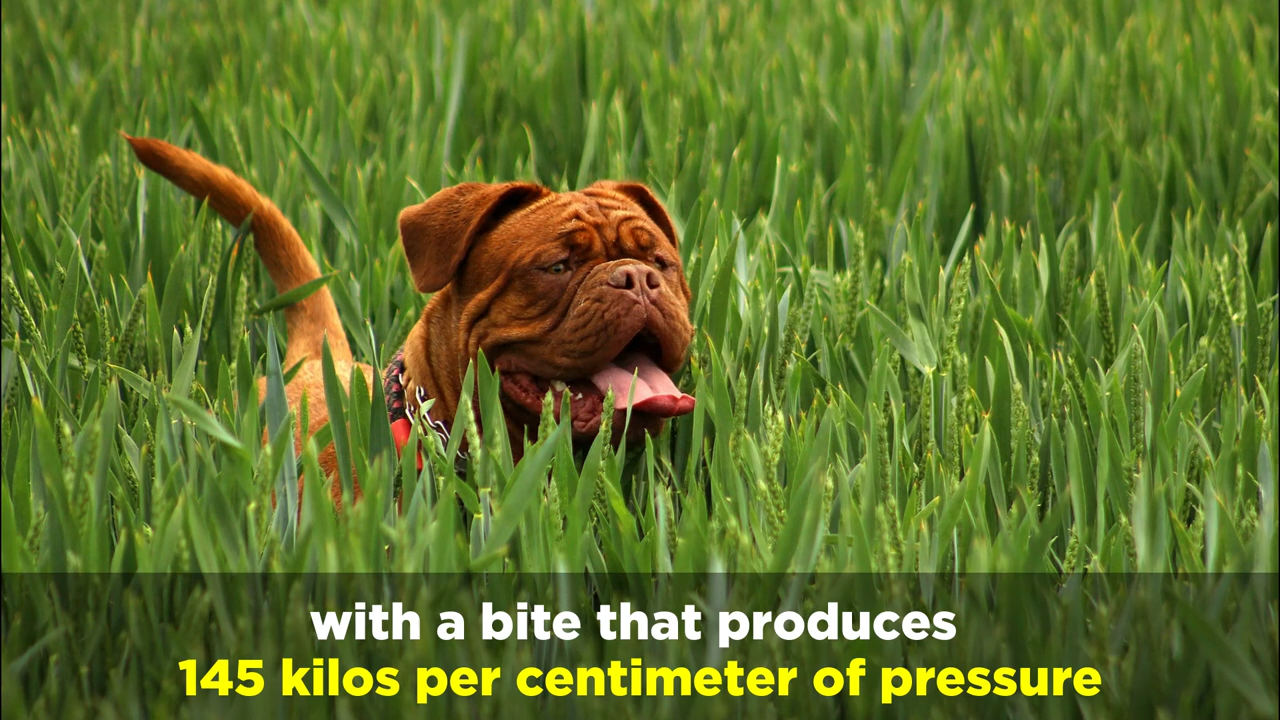 with a bite that produces
145 kilos per centimeter of pressure